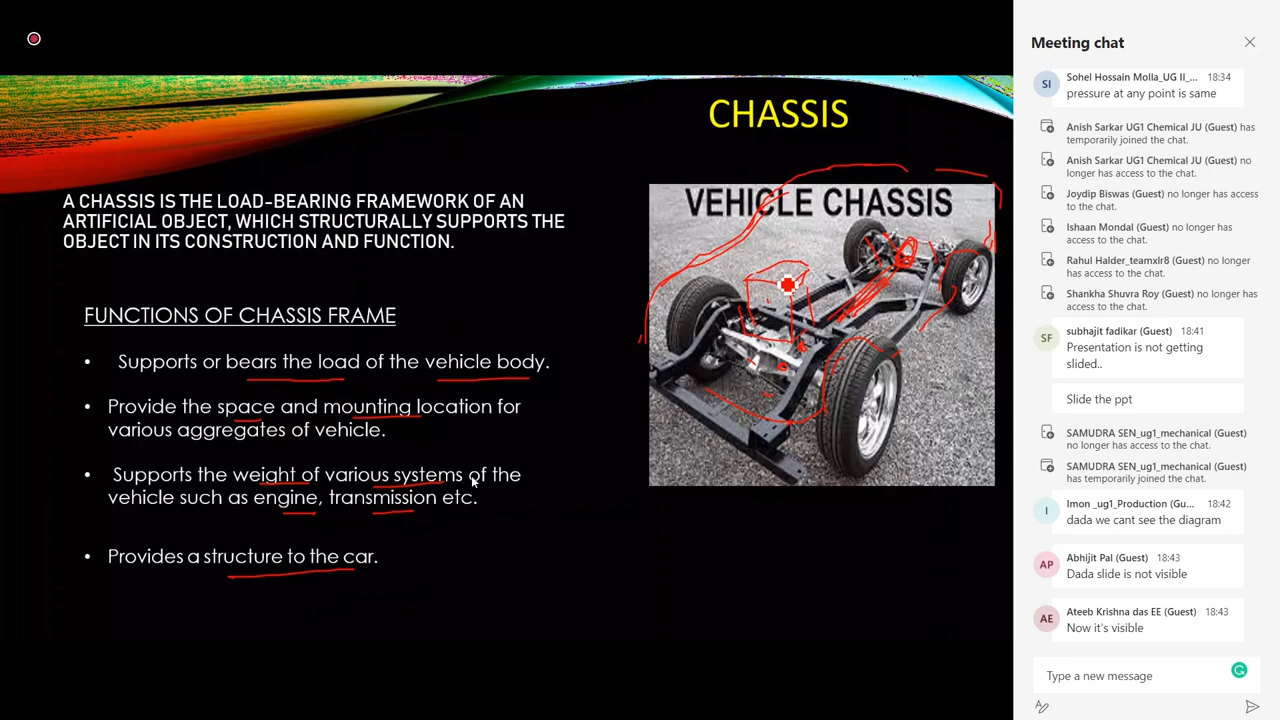 CHASSIS
A CHASSIS IS THE LOAD-BEARING FRAMEWORK OF AN
ARTIFICIAL OBJECT, WHICH STRUCTURALLY SUPPORTS THE
OBJECT IN ITS CONSTRUCTION AND FUNCTION.
FUNCTIONS OF CHASSIS FRAME
• Supports or bears the load of the vehicle body.
• Provide the space and mounting location for
various aggregates of vehicle.
• Supports the weight of various systems of the
vehicle such as engine, transmission etc.
• Provides a structure to the car.
VEHICLE CHASSIS
Meeting chat
SI
Sohel Hossain Molla_UG II_... 18:34
pressure at any point is same
Anish Sarkar UG1 Chemical JU (Guest) has
temporarily joined the chat.
Anish Sarkar UG1 Chemical JU (Guest) no
longer has access to the chat.
Joydip Biswas (Guest) no longer has access
to the chat.
Ishaan Mondal (Guest) no longer has
access to the chat.
Rahul Halder_teamxlr8 (Guest) no longer
has access to the chat.
Shankha Shuvra Roy (Guest) no longer has
access to the chat.
SF
subhajit fadikar (Guest) 18:41
Presentation is not getting
slided..
Slide the ppt
SAMUDRA SEN_ug1_mechanical (Guest)
no longer has access to the chat.
SAMUDRA SEN_ug1_mechanical (Guest)
has temporarily joined the chat.
I
Imon _ug1_Production (Gu... 18:42
dada we cant see the diagram
AP
Abhijit Pal (Guest) 18:43
Dada slide is not visible
AE
Ateeb Krishna das EE (Guest) 18:43
Now it's visible
Type a new message